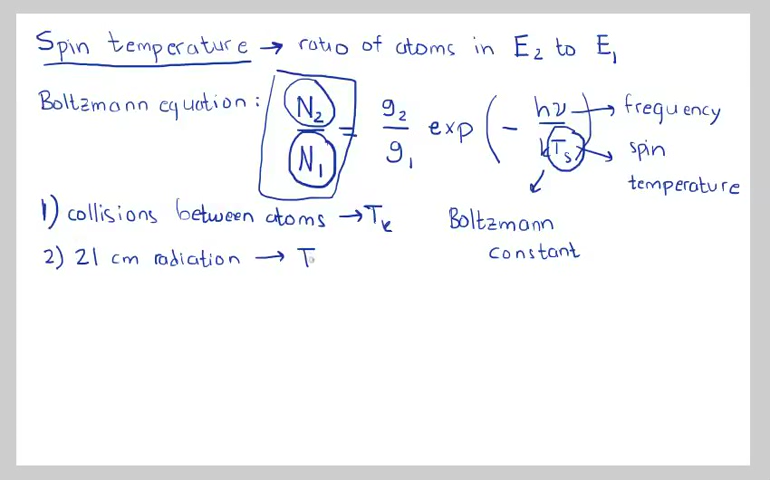 Spin temperature → ratio of atoms in E₂ to E₁
Boltzmann equation: N₂/N₁ = g₂/g₁ exp(- hν/kTₛ) → frequency
→ spin
temperature
1) collisions between atoms → Tₖ
Boltzmann
constant
2) 21 cm radiation → T